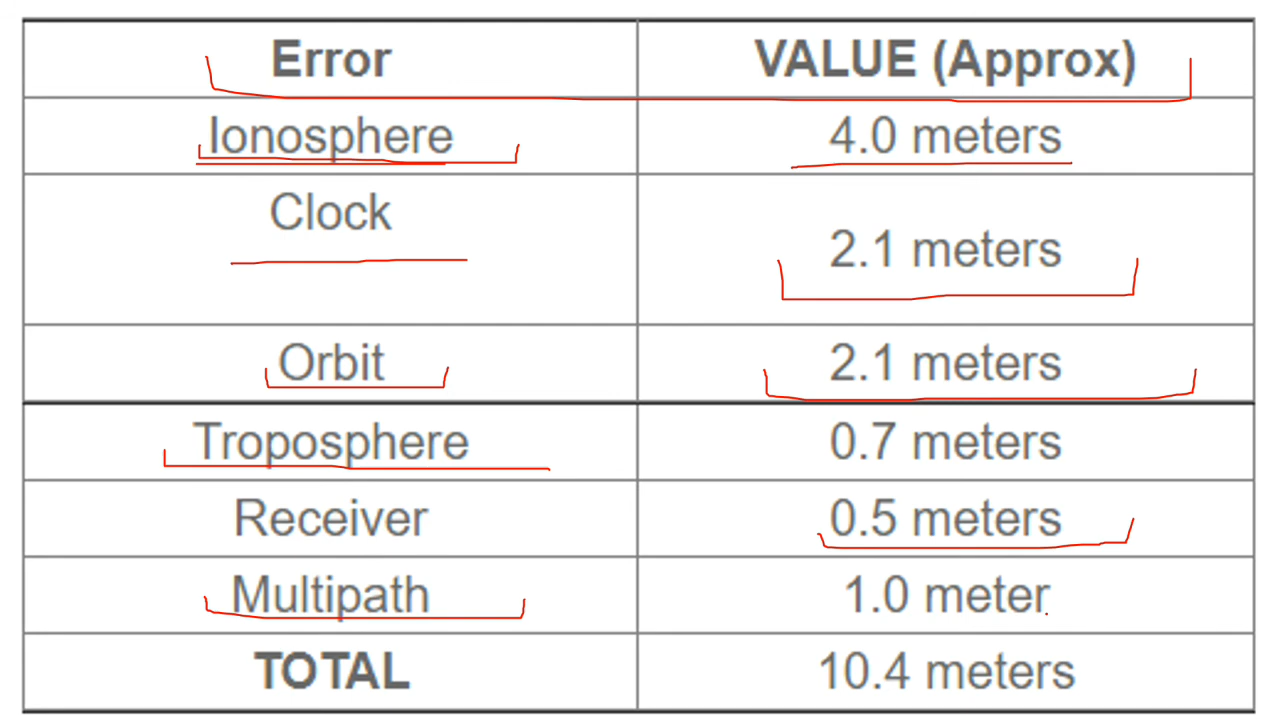 Error VALUE (Approx)
Ionosphere 4.0 meters
Clock 2.1 meters
Orbit 2.1 meters
Troposphere 0.7 meters
Receiver 0.5 meters
Multipath 1.0 meter
TOTAL 10.4 meters